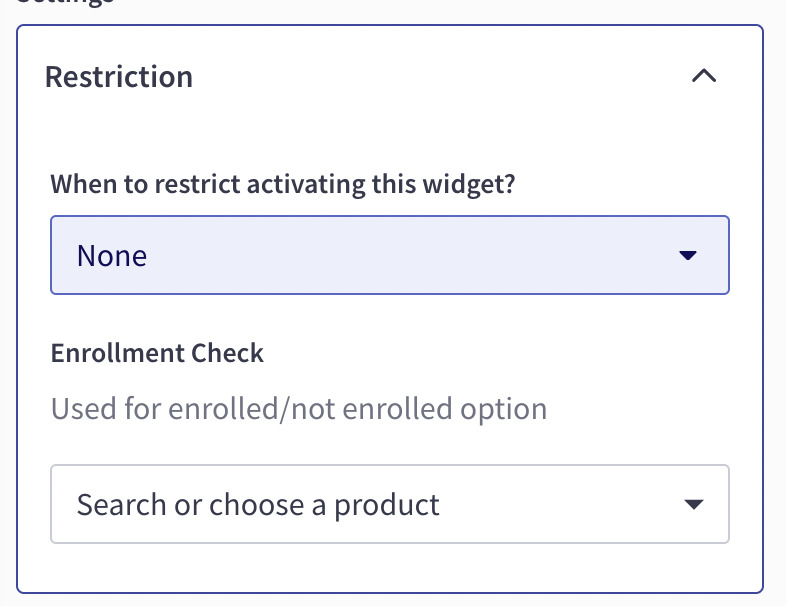 Settings
Restriction
When to restrict activating this widget?
None
Enrollment Check
Used for enrolled/not enrolled option
Search or choose a product